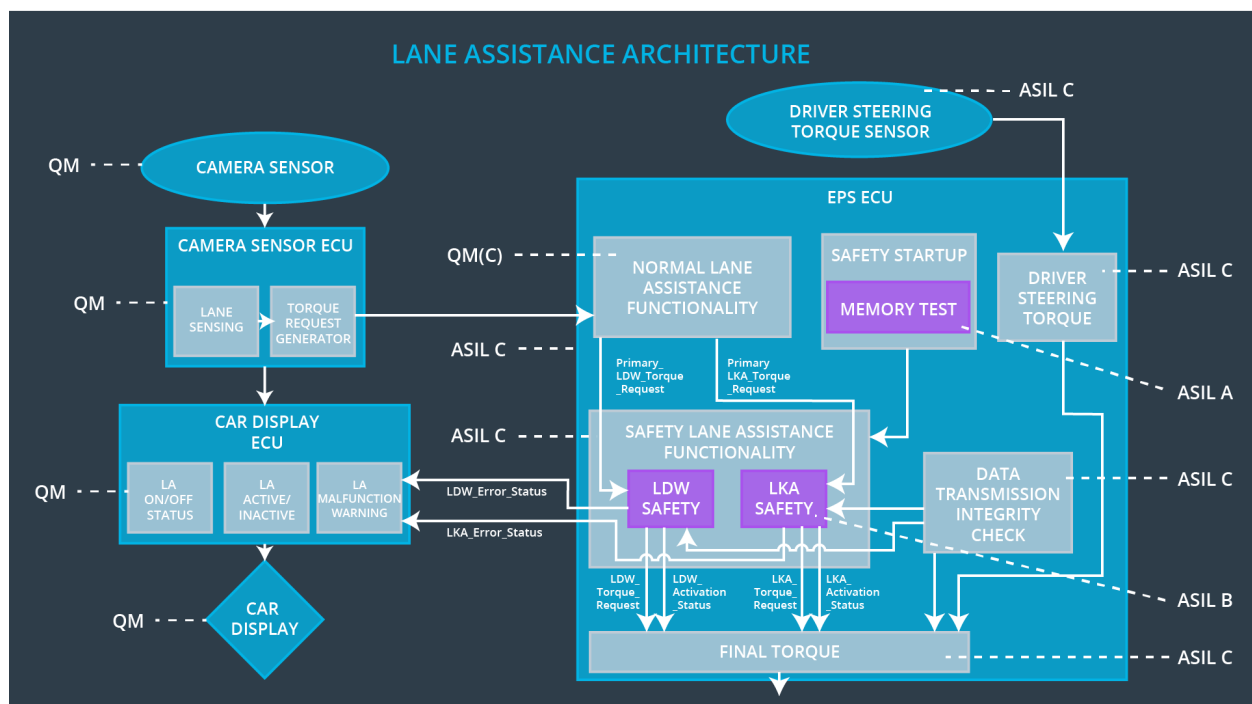 LANE ASSISTANCE ARCHITECTURE
ASIL C
DRIVER STEERING
TORQUE SENSOR
QM
CAMERA SENSOR
EPS ECU
CAMERA SENSOR ECU
QM
LANE
SENSING
TORQUE
REQUEST
GENERATOR
QM(C)
NORMAL LANE
ASSISTANCE
FUNCTIONALITY
SAFETY STARTUP
MEMORY TEST
DRIVER
STEERING
TORQUE
ASIL C
ASIL C
ASIL A
Primary_
LDW_Torque
_Request
Primary
LKA_Torque
_Request
CAR DISPLAY
ECU
QM
LA
ON/OFF
STATUS
LA
ACTIVE/
INACTIVE
LA
MALFUNCTION
WARNING
ASIL C
SAFETY LANE ASSISTANCE
FUNCTIONALITY
LDW
SAFETY
LKA
SAFETY
DATA
TRANSMISSION
INTEGRITY
CHECK
ASIL C
LDW_Error_Status
LKA_Error_Status
LDW_
Torque_
Request
LDW_
Activation
_Status
LKA_
Torque_
Request
LKA_
Activation
_Status
ASIL B
QM
CAR
DISPLAY
FINAL TORQUE
ASIL C